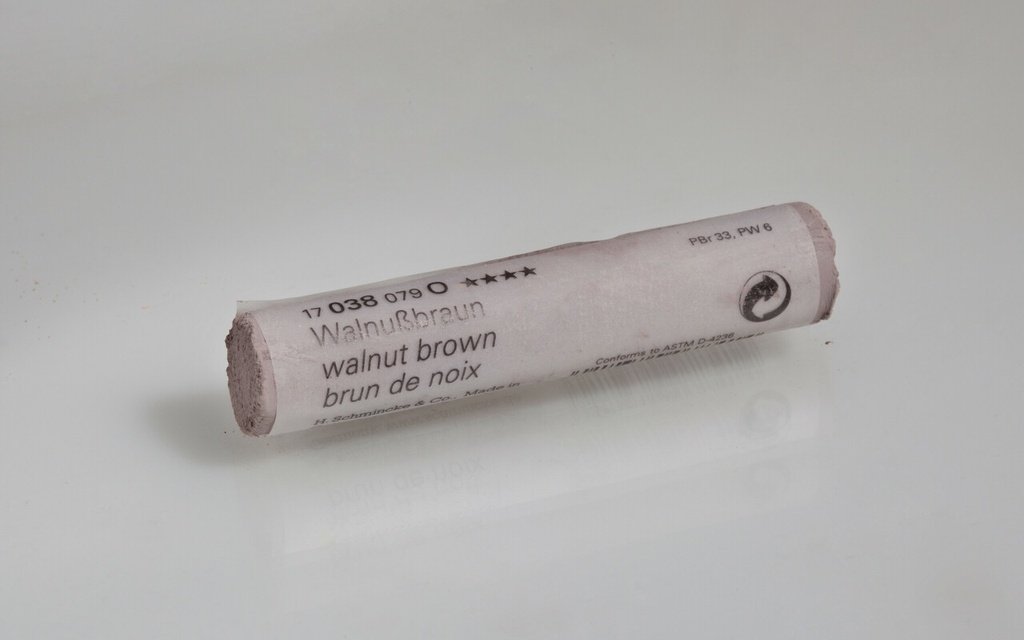 17 038 079 O ★★★★
Walnußbraun
walnut brown
brun de noix
H. Schmincke & Co., Made in
PBr 33, PW 6
Conforms to ASTM D-4236